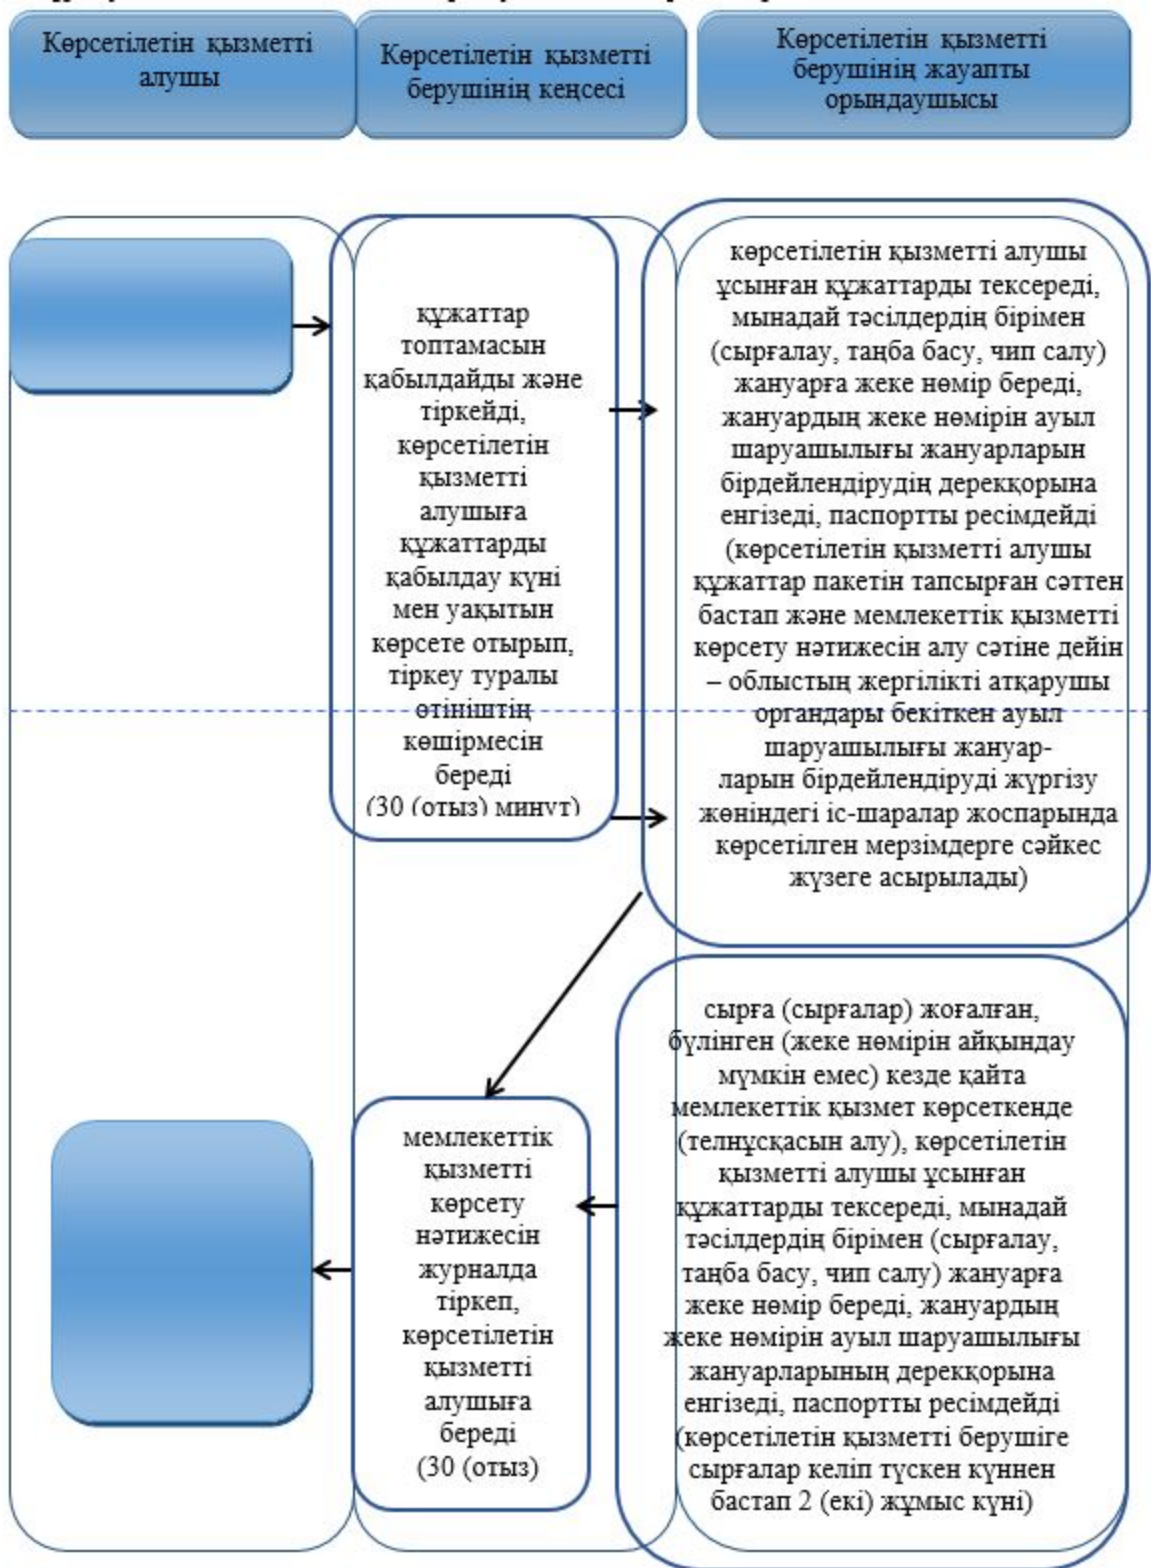 Көрсетілетін қызметті
алушы
Көрсетілетін қызметті
берушінің кеңсесі
Көрсетілетін қызметті
берушінің жауапты
орындаушысы
құжаттар
топтамасын
қабылдайды және
тіркейді,
көрсетілетін
қызметті
алушыға
құжаттарды
қабылдау күні
мен уақытын
көрсете отырып,
тіркеу туралы
өтініштің
көшірмесін
береді
(30 (отыз) минут)
көрсетілетін қызметті алушы
ұсынған құжаттарды тексереді,
мынадай тәсілдердің бірімен
(сырғалау, таңба басу, чип салу)
жануарға жеке нөмір береді,
жануардың жеке нөмірін ауыл
шаруашылығы жануарларын
бірдейлендірудің дерекқорына
енгізеді, паспортты ресімдейді
(көрсетілетін қызметті алушы
құжаттар пакетін тапсырған сәттен
бастап және мемлекеттік қызметті
көрсету нәтижесін алу сәтіне дейін
– облыстың жергілікті атқарушы
органдары бекіткен ауыл
шаруашылығы жануар-
ларын бірдейлендіруді жүргізу
жөніндегі іс-шаралар жоспарында
көрсетілген мерзімдерге сәйкес
жүзеге асырылады)
сырға (сырғалар) жоғалған,
бүлінген (жеке нөмірін айқындау
мүмкін емес) кезде қайта
мемлекеттік қызмет көрсеткенде
(телнұсқасын алу), көрсетілетін
қызметті алушы ұсынған
құжаттарды тексереді, мынадай
тәсілдердің бірімен (сырғалау,
таңба басу, чип салу) жануарға
жеке нөмір береді, жануардың
жеке нөмірін ауыл шаруашылығы
жануарларының дерекқорына
енгізеді, паспортты ресімдейді
(көрсетілетін қызметті берушіге
сырғалар келіп түскен күннен
бастап 2 (екі) жұмыс күні)
мемлекеттік
қызметті
көрсету
нәтижесін
журналда
тіркеп,
көрсетілетін
қызметті
алушыға
береді
(30 (отыз)